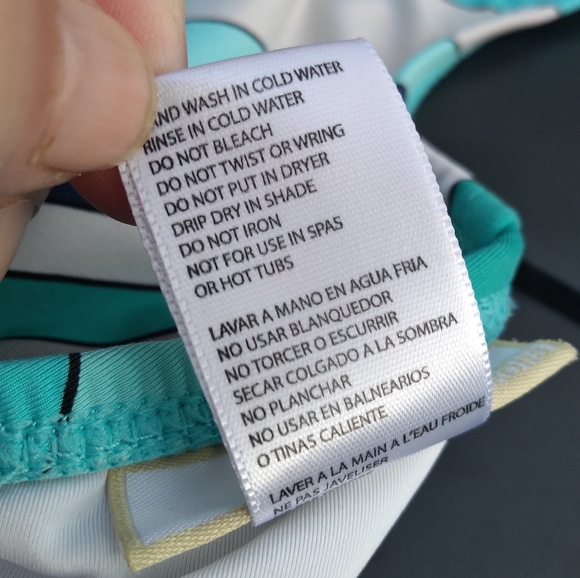 ND WASH IN COLD WATER
RINSE IN COLD WATER
DO NOT BLEACH
DO NOT TWIST OR WRING
DO NOT PUT IN DRYER
DRIP DRY IN SHADE
DO NOT IRON
NOT FOR USE IN SPAS
OR HOT TUBS
LAVAR A MANO EN AGUA FRIA
NO USAR BLANQUEDOR
NO TORCER O ESCURRIR
SECAR COLGADO A LA SOMBRA
NO PLANCHAR
NO USAR EN BALNEARIOS
O TINAS CALIENTE
LAVER A LA MAIN A L'EAU FROIDE
NE PAS JAVELISER